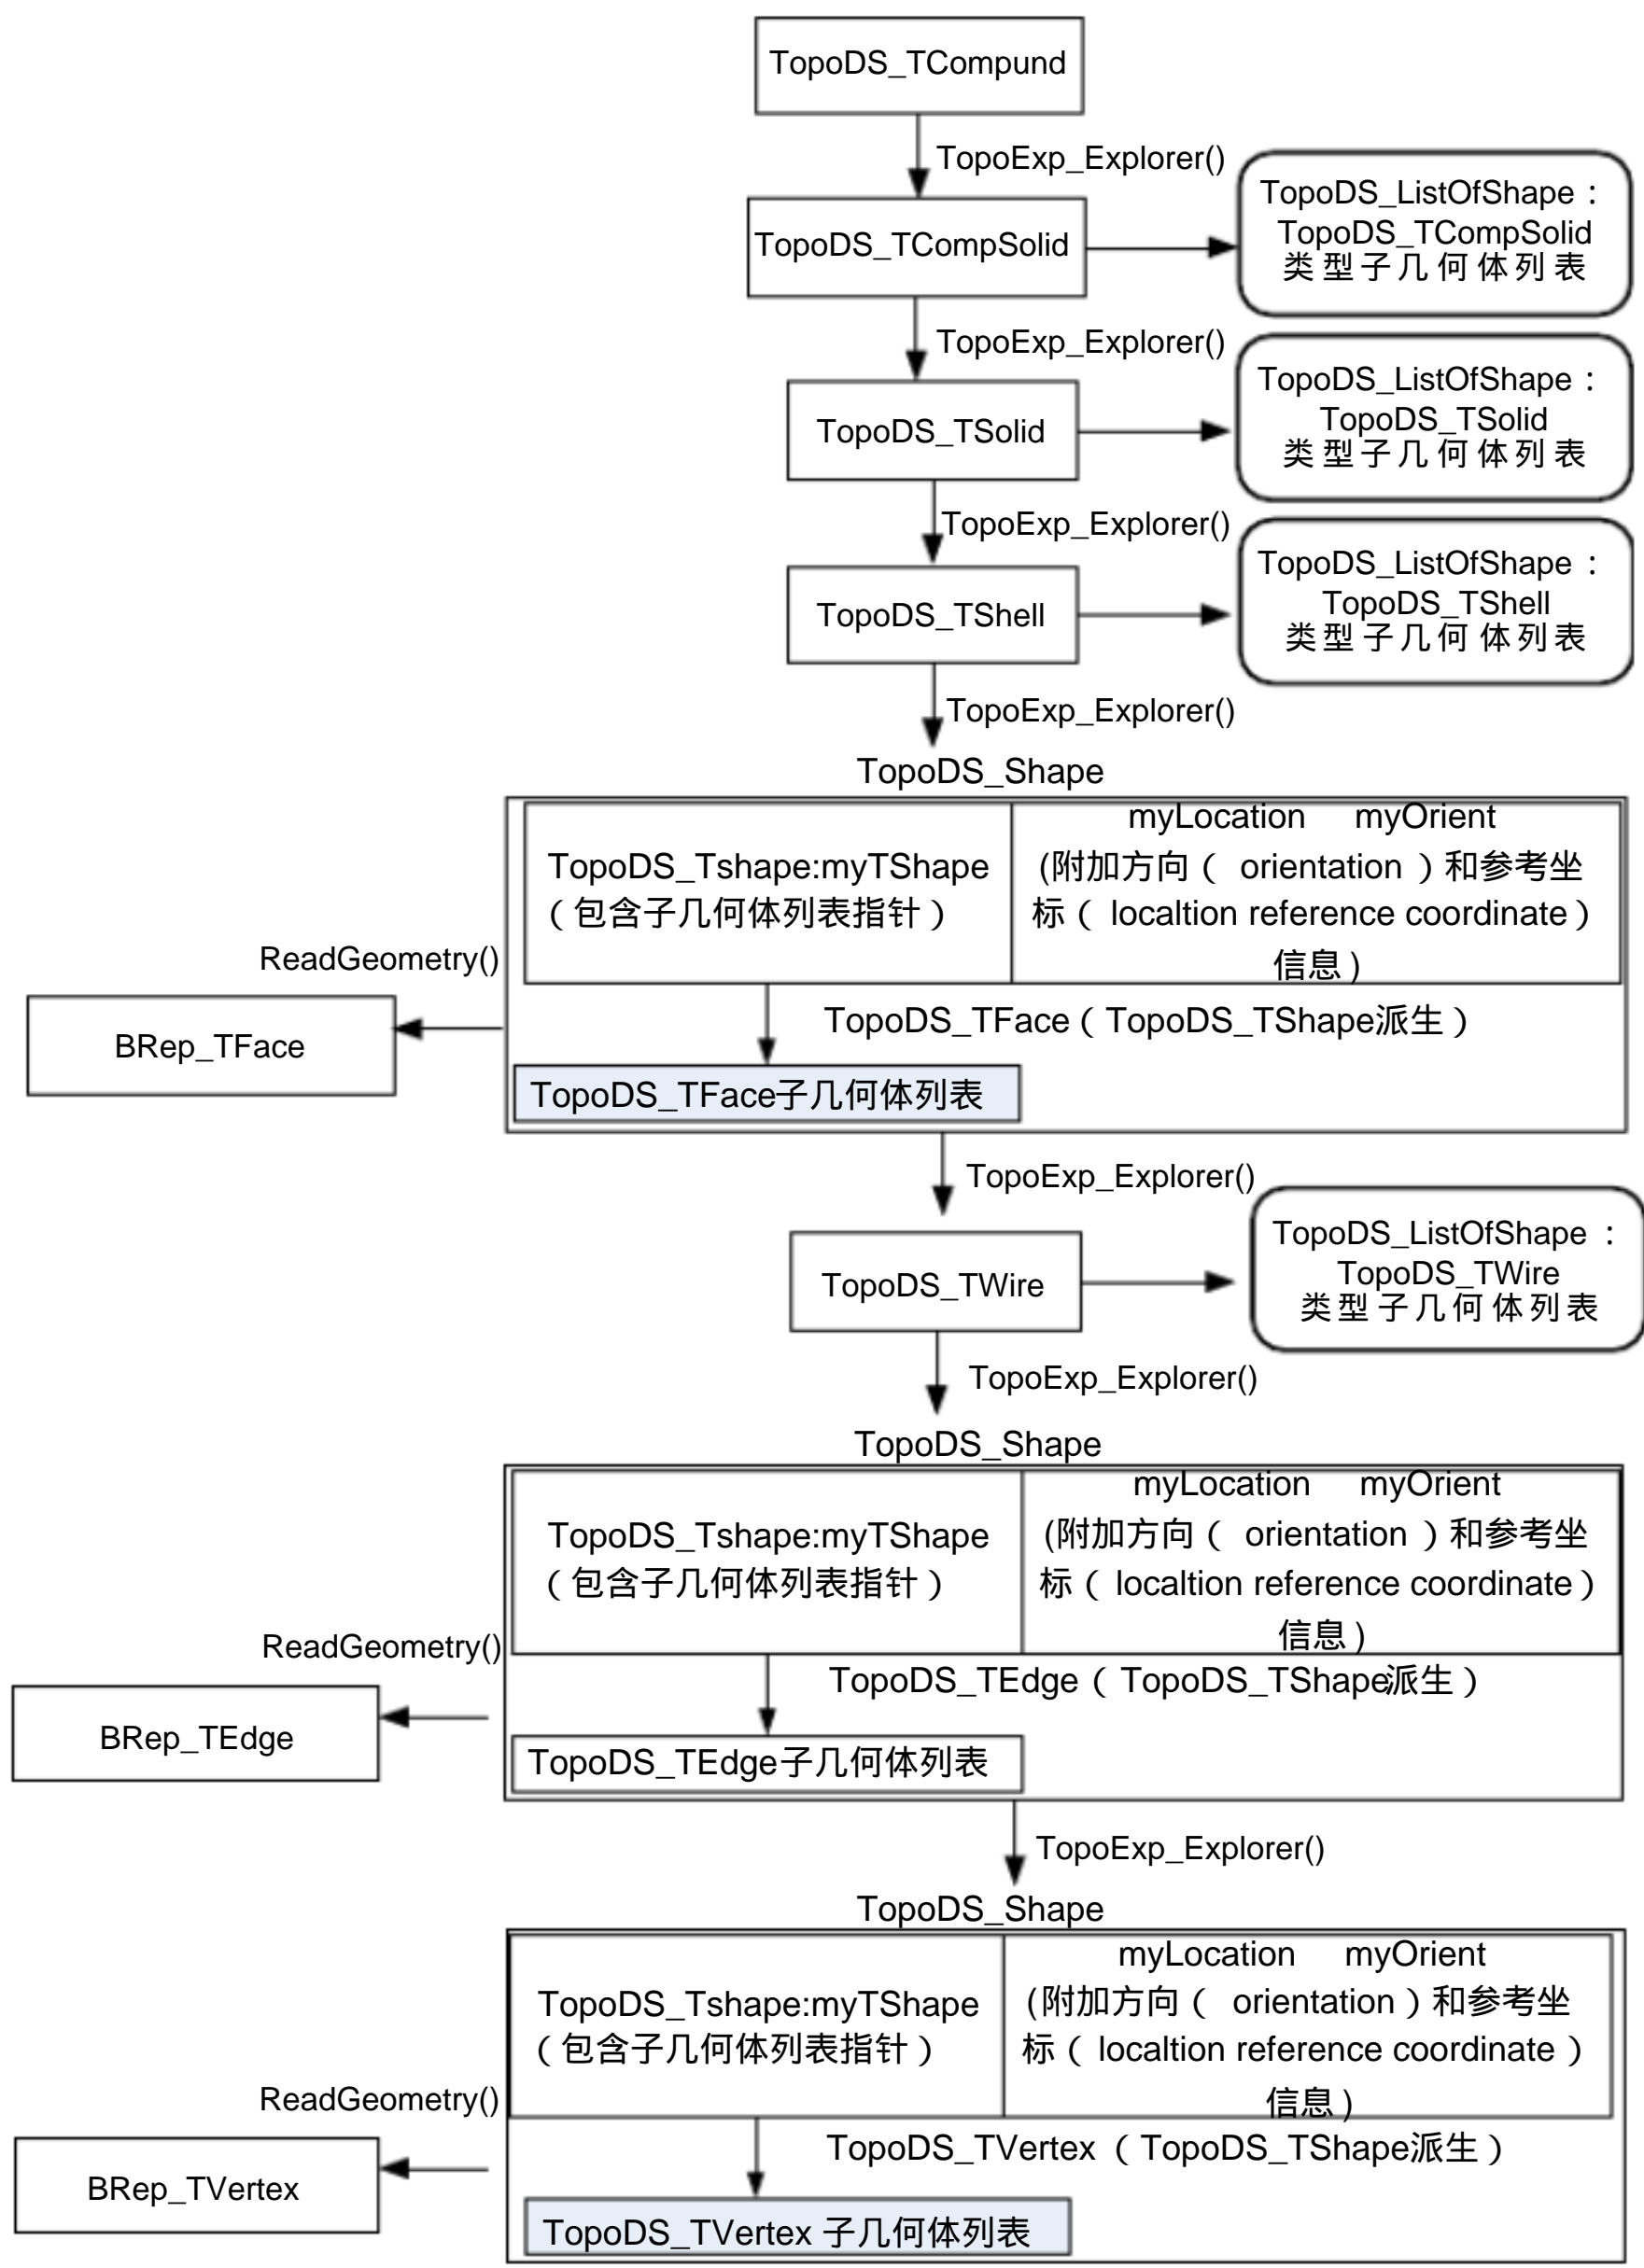 TopoDS_TCompund
TopoExp_Explorer()
TopoDS_TCompSolid
TopoDS_ListOfShape：
TopoDS_TCompSolid
类型子几何体列表
TopoExp_Explorer()
TopoDS_TSolid
TopoDS_ListOfShape：
TopoDS_TSolid
类型子几何体列表
TopoExp_Explorer()
TopoDS_TShell
TopoDS_ListOfShape：
TopoDS_TShell
类型子几何体列表
TopoExp_Explorer()
TopoDS_Shape
TopoDS_Tshape:myTShape
（包含子几何体列表指针）
myLocation myOrient
(附加方向（ orientation ）和参考坐
标（ localtion reference coordinate）
信息)
ReadGeometry()
BRep_TFace
TopoDS_TFace（TopoDS_TShape派生）
TopoDS_TFace子几何体列表
TopoExp_Explorer()
TopoDS_TWire
TopoDS_ListOfShape：
TopoDS_TWire
类型子几何体列表
TopoExp_Explorer()
TopoDS_Shape
TopoDS_Tshape:myTShape
（包含子几何体列表指针）
myLocation myOrient
(附加方向（ orientation ）和参考坐
标（ localtion reference coordinate）
信息)
ReadGeometry()
BRep_TEdge
TopoDS_TEdge（TopoDS_TShape派生）
TopoDS_TEdge子几何体列表
TopoExp_Explorer()
TopoDS_Shape
TopoDS_Tshape:myTShape
（包含子几何体列表指针）
myLocation myOrient
(附加方向（ orientation）和参考坐
标（ localtion reference coordinate）
信息)
ReadGeometry()
BRep_TVertex
TopoDS_TVertex（TopoDS_TShape派生）
TopoDS_TVertex 子几何体列表